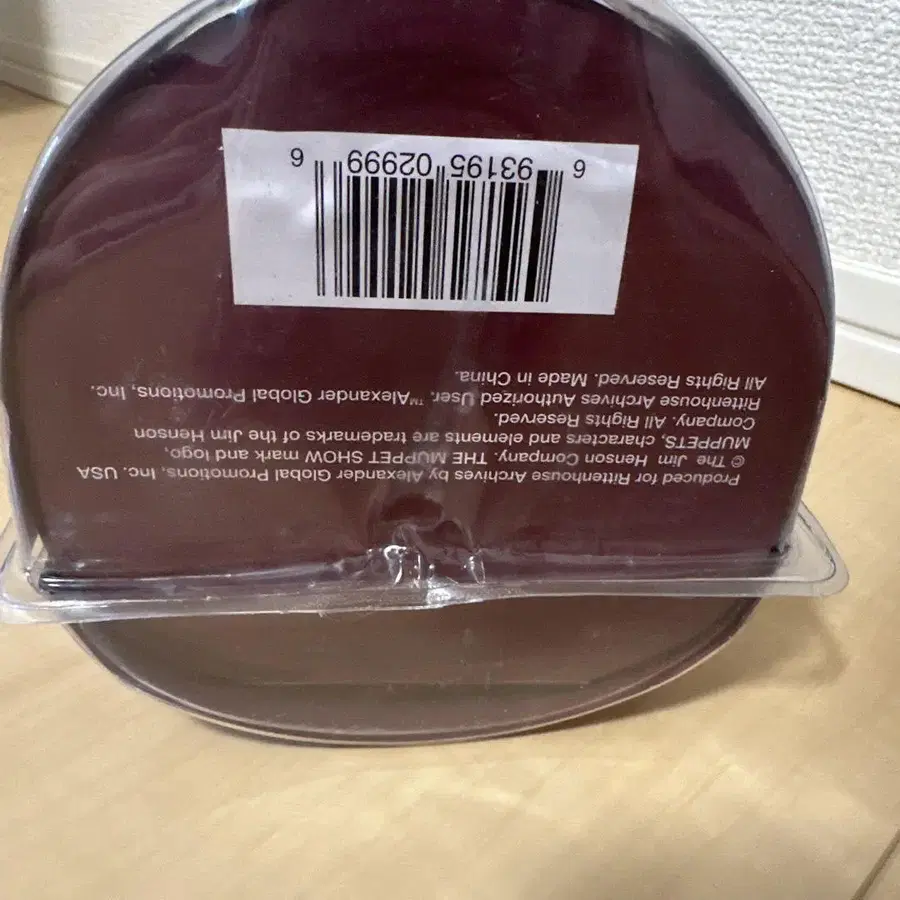 Produced for Rittenhouse Archives by Alexander Global Promotions, Inc. USA
© The Jim Henson Company. THE MUPPET SHOW mark and logo,
MUPPETS, characters and elements are trademarks of the Jim Henson
Company. All Rights Reserved.
Rittenhouse Archives Authorized User. ™Alexander Global Promotions, Inc.
All Rights Reserved. Made in China.
6 93195 02999 6